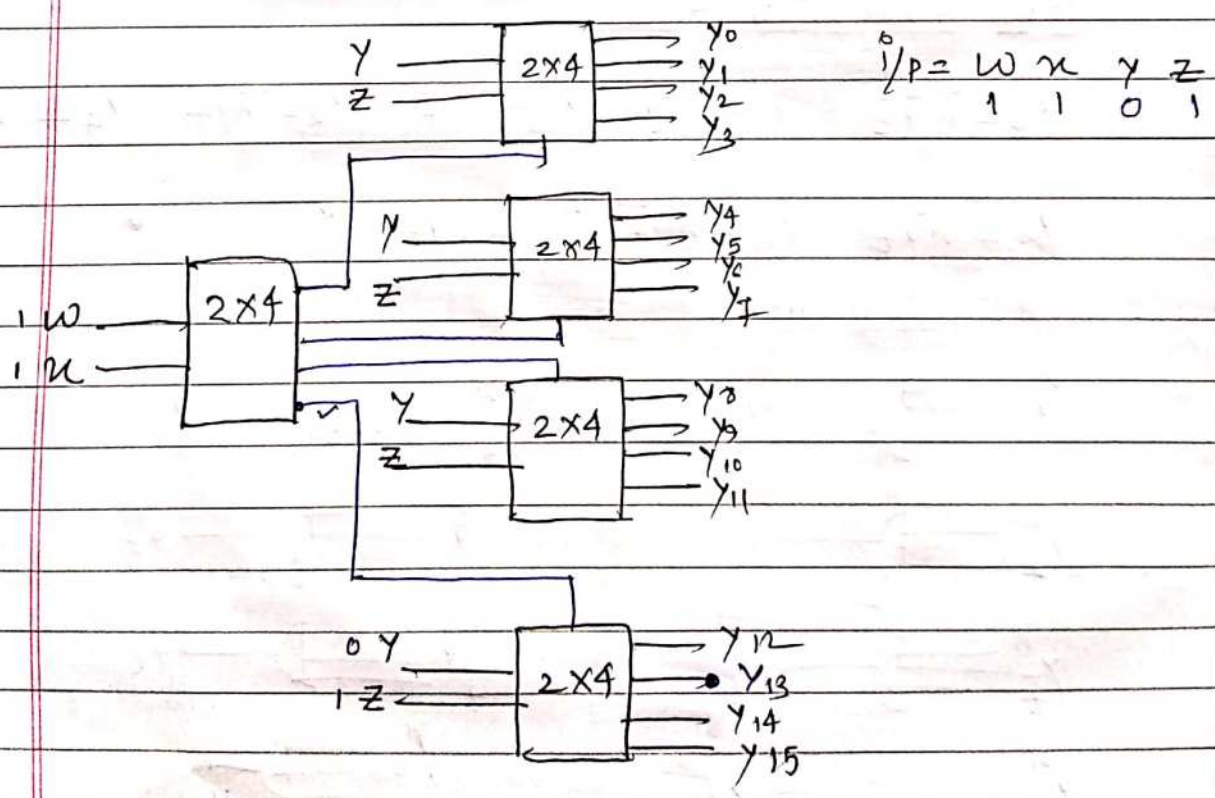 Y 2x4 Y0
Z Y1
Y2
Y3
i/p = W x Y Z
1 1 0 1
Y 2x4 Y4
Z Y5
Y6
Y7
1 W 2x4
1 x
Y 2x4 Y8
Z Y9
Y10
Y11
0 Y 2x4 Y12
1 Z Y13
Y14
Y15